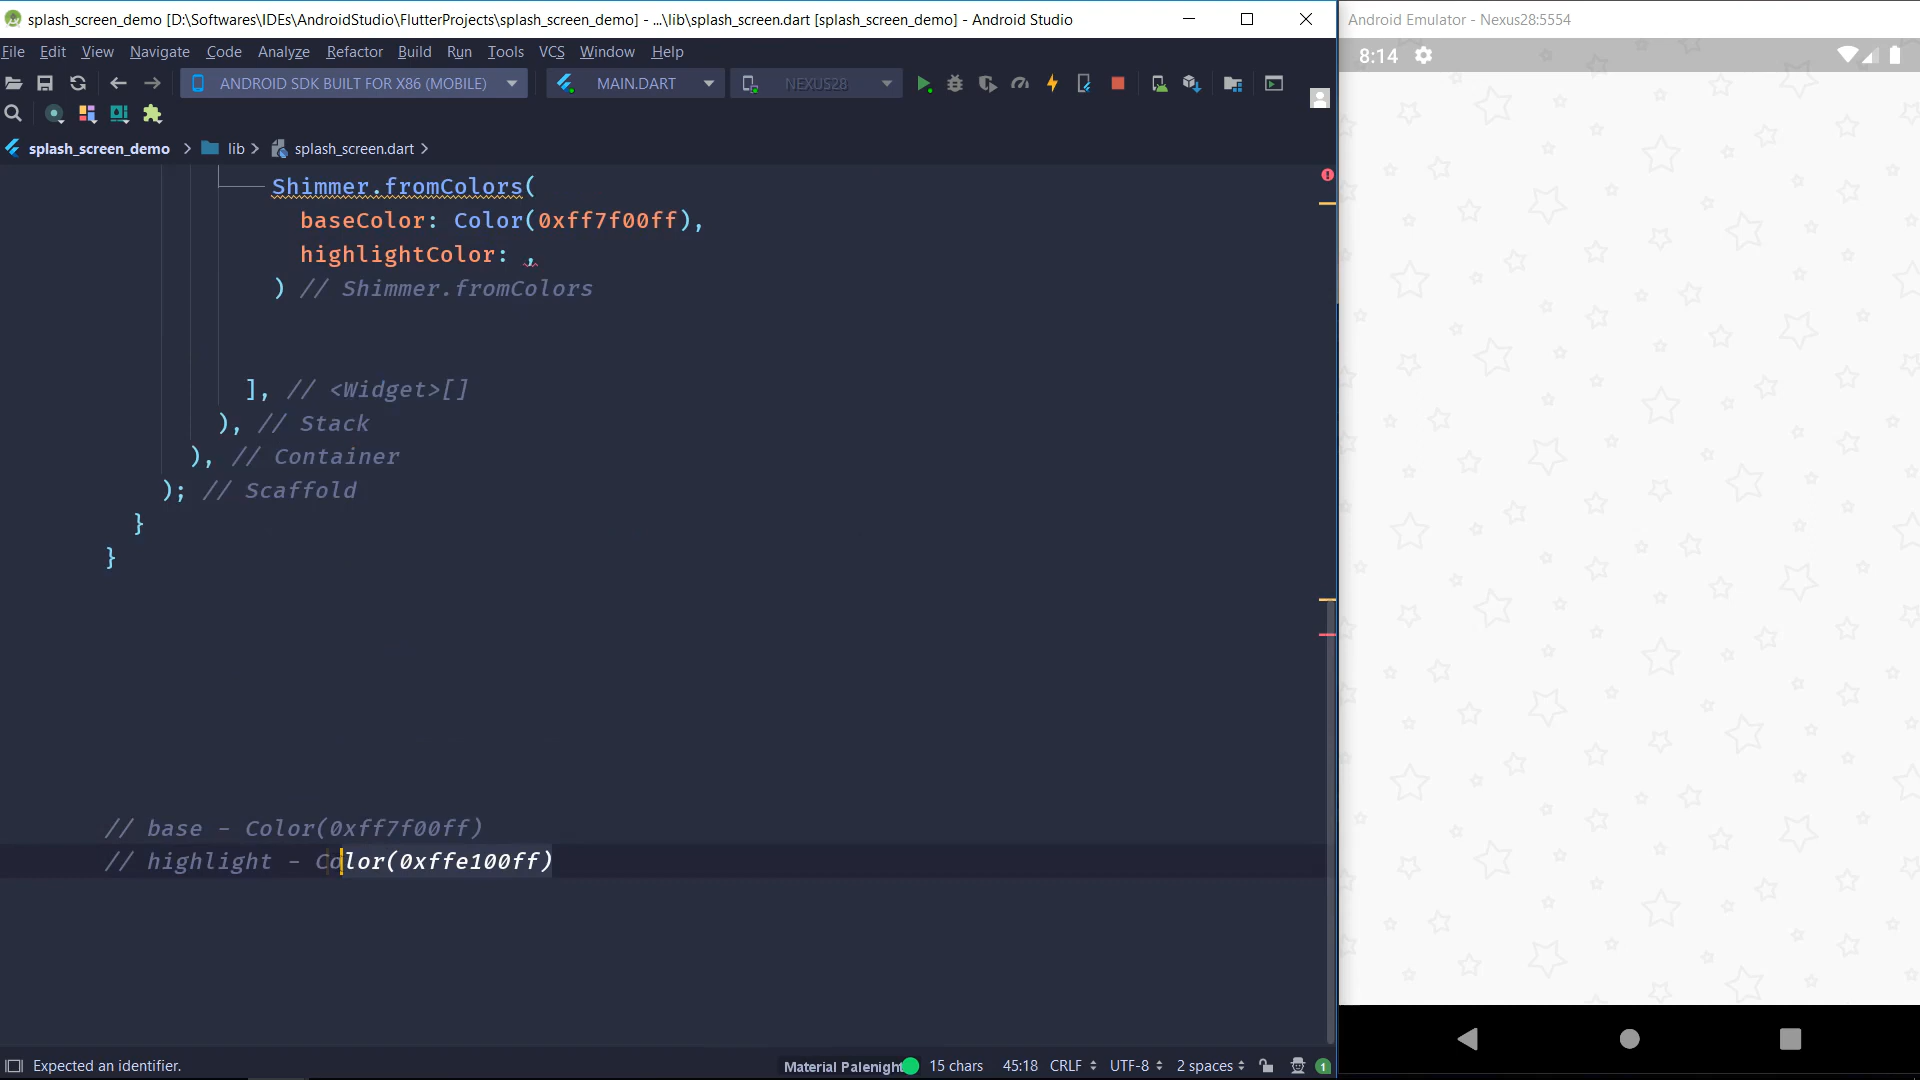 splash_screen_demo [D:\Softwares\IDEs\AndroidStudio\FlutterProjects\splash_screen_demo] - ...\lib\splash_screen.dart [splash_screen_demo] - Android Studio
Android Emulator - Nexus28:5554
File Edit View Navigate Code Analyze Refactor Build Run Tools VCS Window Help
8:14
ANDROID SDK BUILT FOR X86 (MOBILE) MAIN.DART NEXUS28
splash_screen_demo lib splash_screen.dart
Shimmer.fromColors(
baseColor: Color(0xff7f00ff),
highlightColor: ,
) // Shimmer.fromColors
], // <Widget>[]
), // Stack
), // Container
); // Scaffold
}
}
// base - Color(0xff7f00ff)
// highlight - Color(0xffe100ff)
Expected an identifier. Material Palenight 15 chars 45:18 CRLF UTF-8 2 spaces 1